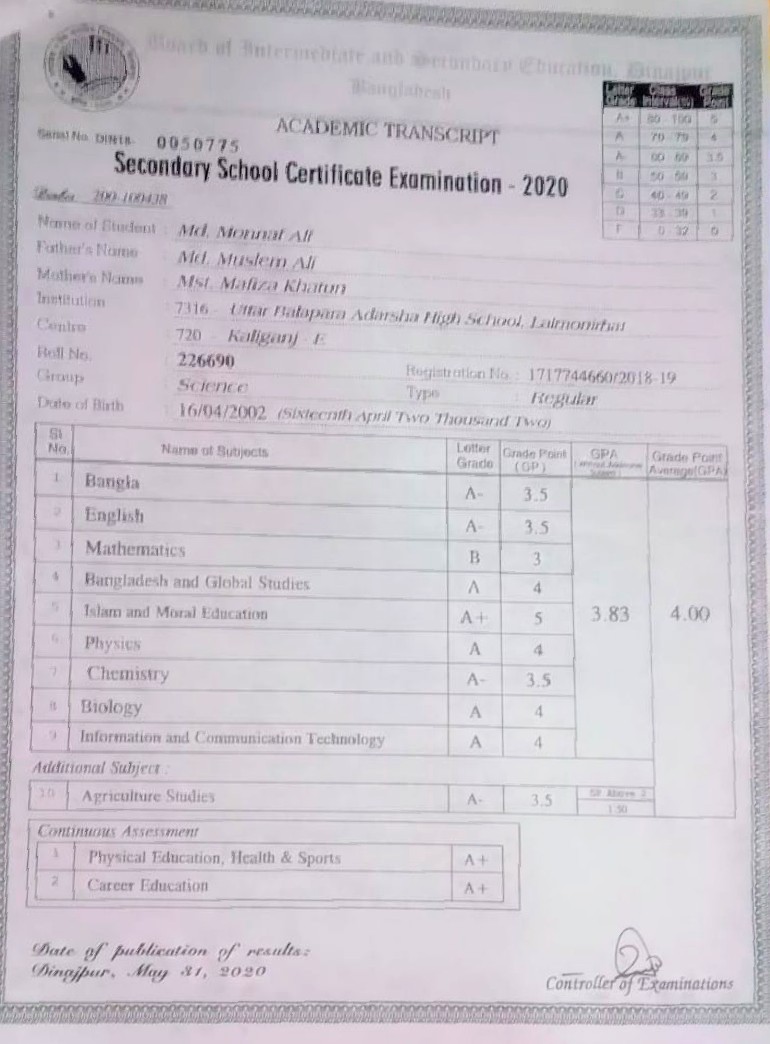 Board of Intermediate and Secondary Education, Dinajpur
Bangladesh
Letter Grade Class Interval(%) Grade Point
A+ 80 - 100 5
A 70 - 79 4
A- 60 - 69 3.5
B 50 - 59 3
C 40 - 49 2
D 33 - 39 1
F 0 - 32 0
ACADEMIC TRANSCRIPT
Serial No. 0050775
Secondary School Certificate Examination - 2020
200-100438
Name of Student : Md. Monnaf Ali
Father's Name : Md. Muslem Ali
Mother's Name : Mst. Mafiza Khatun
Institution : 7316 - Uttar Balapara Adarsha High School, Lalmonirhat
Centre : 720 - Kaliganj - E
Roll No. : 226690 Registration No : 1717744660/2018-19
Group : Science Type : Regular
Date of Birth : 16/04/2002 (Sixteenth April Two Thousand Two)
Sl. No. Name of Subjects Letter Grade Grade Point (GP) GPA Grade Point Average(GPA)
1 Bangla A- 3.5
2 English A- 3.5
3 Mathematics B 3
4 Bangladesh and Global Studies A 4
5 Islam and Moral Education A+ 5 3.83 4.00
6 Physics A 4
7 Chemistry A- 3.5
8 Biology A 4
9 Information and Communication Technology A 4
Additional Subject :
10 Agriculture Studies A- 3.5 GP Above 2
1.50
Continuous Assessment
1 Physical Education, Health & Sports A+
2 Career Education A+
Date of publication of results:
Dinajpur, May 31, 2020
Controller of Examinations